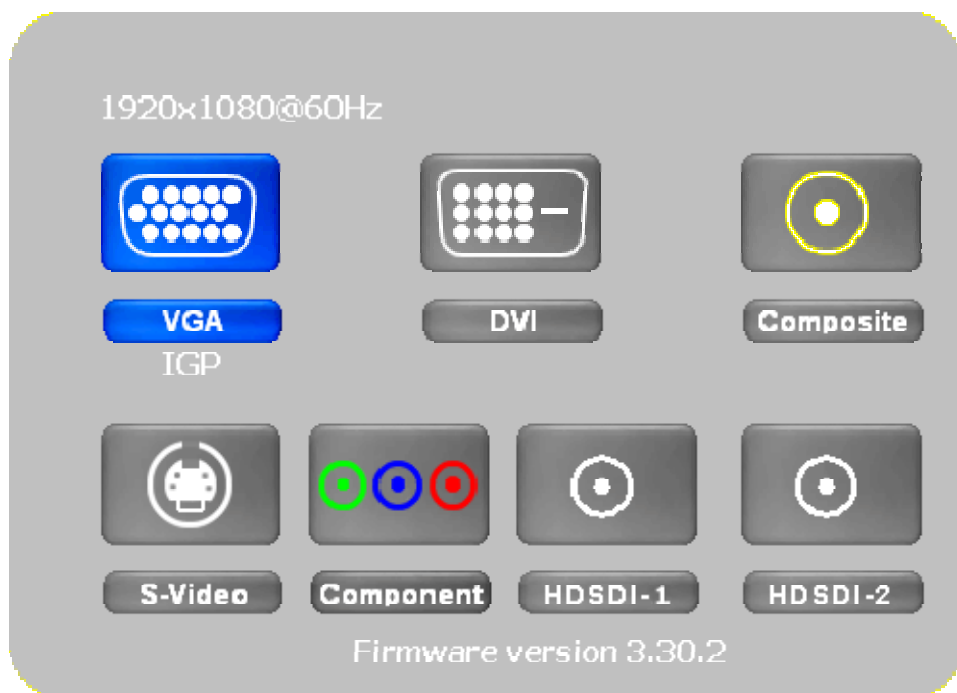 1920x1080@60Hz
VGA DVI Composite
IGP
S-Video Component HDSDI-1 HDSDI-2
Firmware version 3.30.2